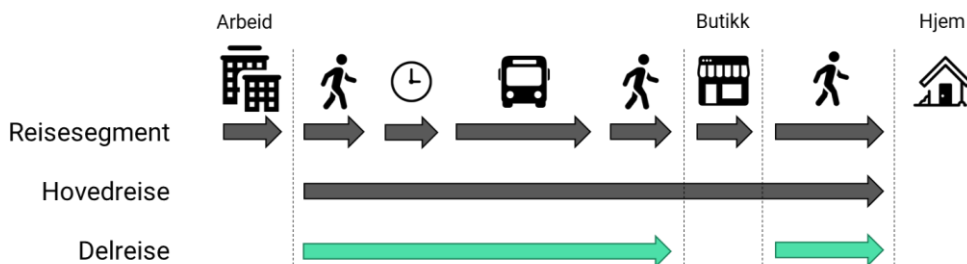 Arbeid Butikk Hjem
Reisesegment
Hovedreise
Delreise